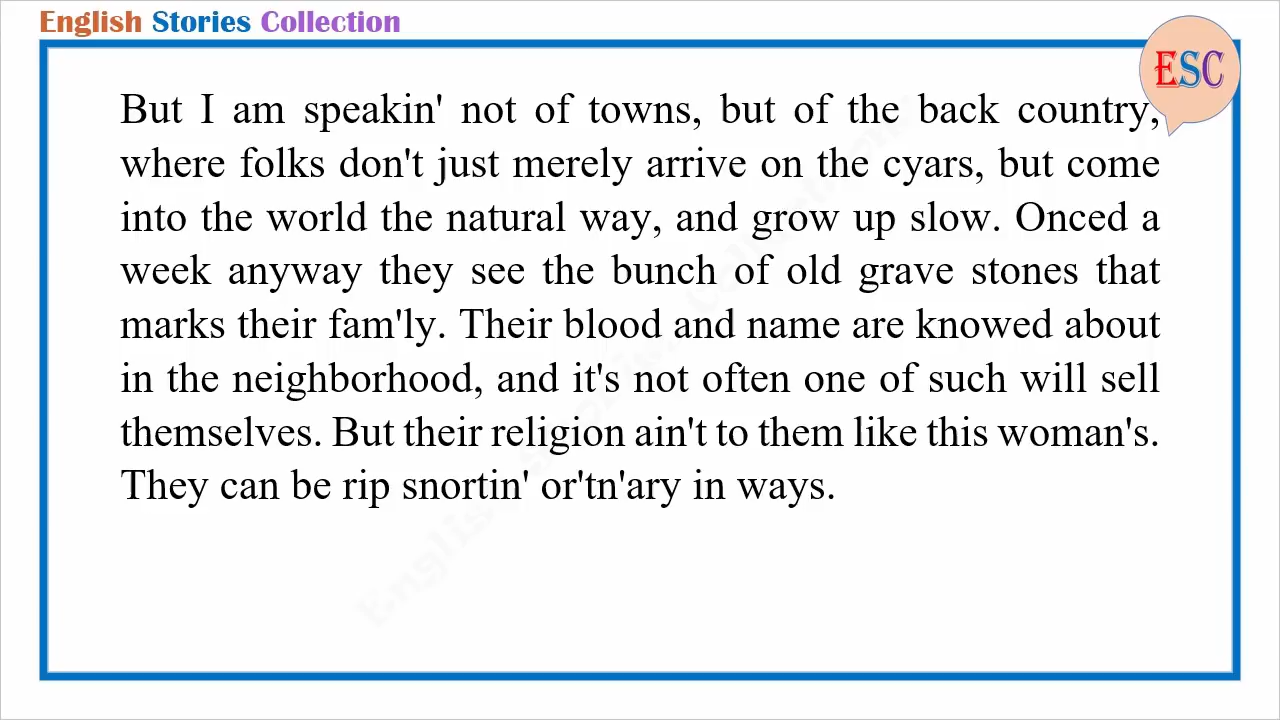 English Stories Collection
ESC
But I am speakin' not of towns, but of the back country,
where folks don't just merely arrive on the cyars, but come
into the world the natural way, and grow up slow. Onced a
week anyway they see the bunch of old grave stones that
marks their fam'ly. Their blood and name are knowed about
in the neighborhood, and it's not often one of such will sell
themselves. But their religion ain't to them like this woman's.
They can be rip snortin' or'tn'ary in ways.
English Stories Collection